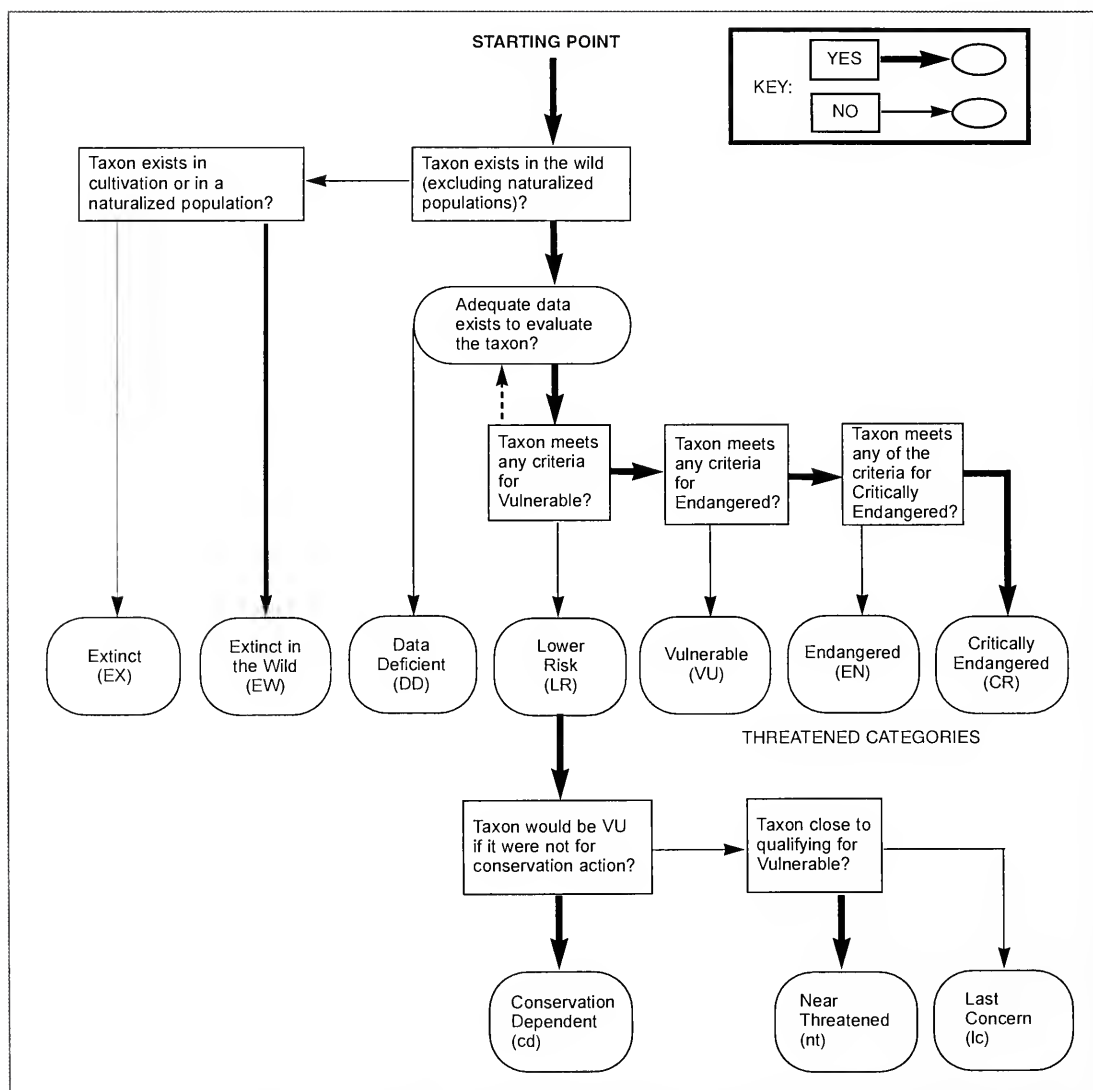 STARTING POINT
KEY:
YES
NO
Taxon exists in
cultivation or in a
naturalized population?
Taxon exists in the wild
(excluding naturalized
populations)?
Adequate data
exists to evaluate
the taxon?
Taxon meets
any criteria
for
Vulnerable?
Taxon meets
any criteria
for
Endangered?
Taxon meets
any of the
criteria for
Critically
Endangered?
Extinct
(EX)
Extinct in
the Wild
(EW)
Data
Deficient
(DD)
Lower
Risk
(LR)
Vulnerable
(VU)
Endangered
(EN)
Critically
Endangered
(CR)
THREATENED CATEGORIES
Taxon would be VU
if it were not for
conservation action?
Taxon close to
qualifying for
Vulnerable?
Conservation
Dependent
(cd)
Near
Threatened
(nt)
Last
Concern
(lc)